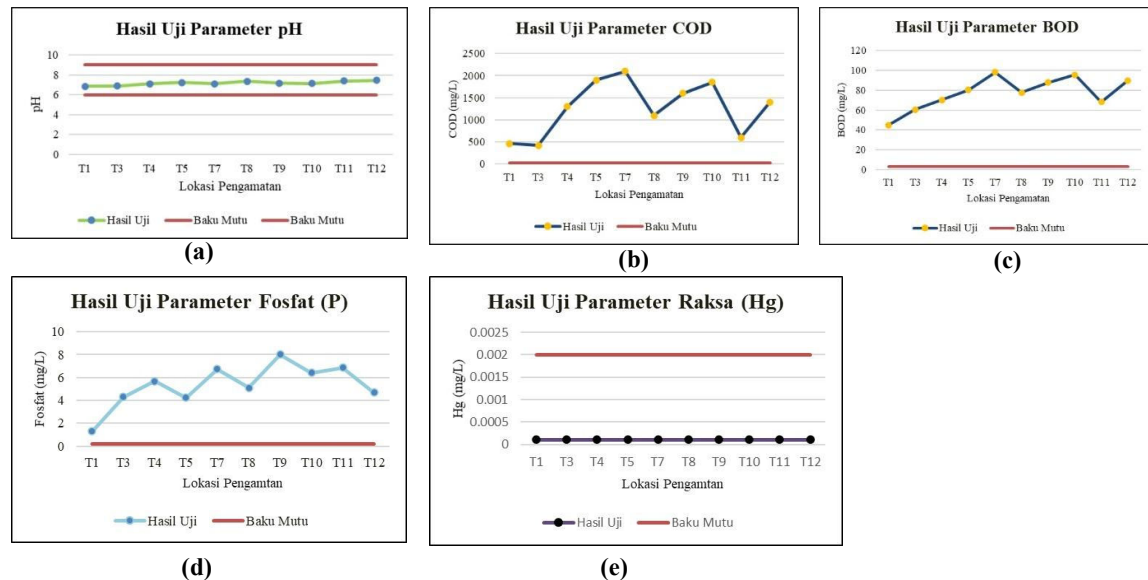 Hasil Uji Parameter pH
10
8
6
4
2
0
pH
T1 T3 T4 T5 T7 T8 T9 T10 T11 T12
Lokasi Pengamatan
Hasil Uji Baku Mutu Baku Mutu
(a)
Hasil Uji Parameter COD
2500
2000
1500
1000
500
0
COD (mg/L)
T1 T3 T4 T5 T7 T8 T9 T10 T11 T12
Lokasi Pengamatan
Hasil Uji Baku Mutu
(b)
Hasil Uji Parameter BOD
120
100
80
60
40
20
0
BOD (mg/L)
T1 T3 T4 T5 T7 T8 T9 T10 T11 T12
Lokasi Pengamatan
Hasil Uji Baku Mutu
(c)
Hasil Uji Parameter Fosfat (P)
10
8
6
4
2
0
Fosfat (mg/L)
T1 T3 T4 T5 T7 T8 T9 T10 T11 T12
Lokasi Pengamtan
Hasil Uji Baku Mutu
(d)
Hasil Uji Parameter Raksa (Hg)
0.0025
0.002
0.0015
0.001
0.0005
0
Hg (mg/L)
T1 T3 T4 T5 T7 T8 T9 T10 T11 T12
Lokasi Pengamtan
Hasil Uji Baku Mutu
(e)